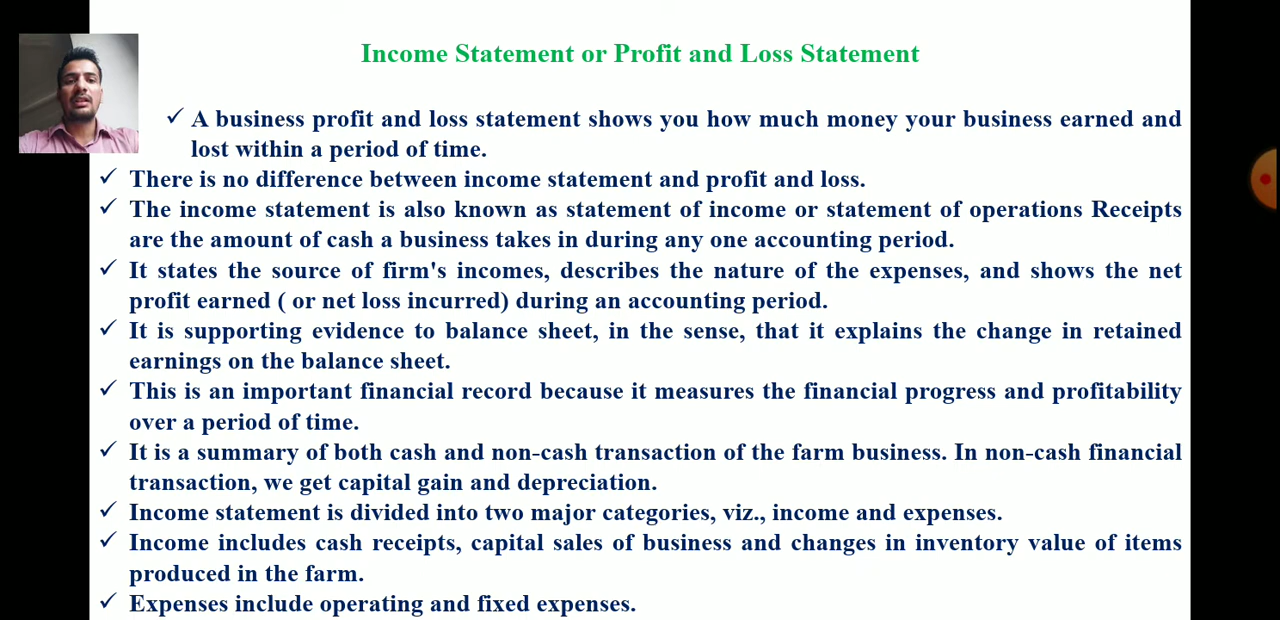 Income Statement or Profit and Loss Statement
✓ A business profit and loss statement shows you how much money your business earned and
lost within a period of time.
✓ There is no difference between income statement and profit and loss.
✓ The income statement is also known as statement of income or statement of operations Receipts
are the amount of cash a business takes in during any one accounting period.
✓ It states the source of firm's incomes, describes the nature of the expenses, and shows the net
profit earned ( or net loss incurred) during an accounting period.
✓ It is supporting evidence to balance sheet, in the sense, that it explains the change in retained
earnings on the balance sheet.
✓ This is an important financial record because it measures the financial progress and profitability
over a period of time.
✓ It is a summary of both cash and non-cash transaction of the farm business. In non-cash financial
transaction, we get capital gain and depreciation.
✓ Income statement is divided into two major categories, viz., income and expenses.
✓ Income includes cash receipts, capital sales of business and changes in inventory value of items
produced in the farm.
✓ Expenses include operating and fixed expenses.